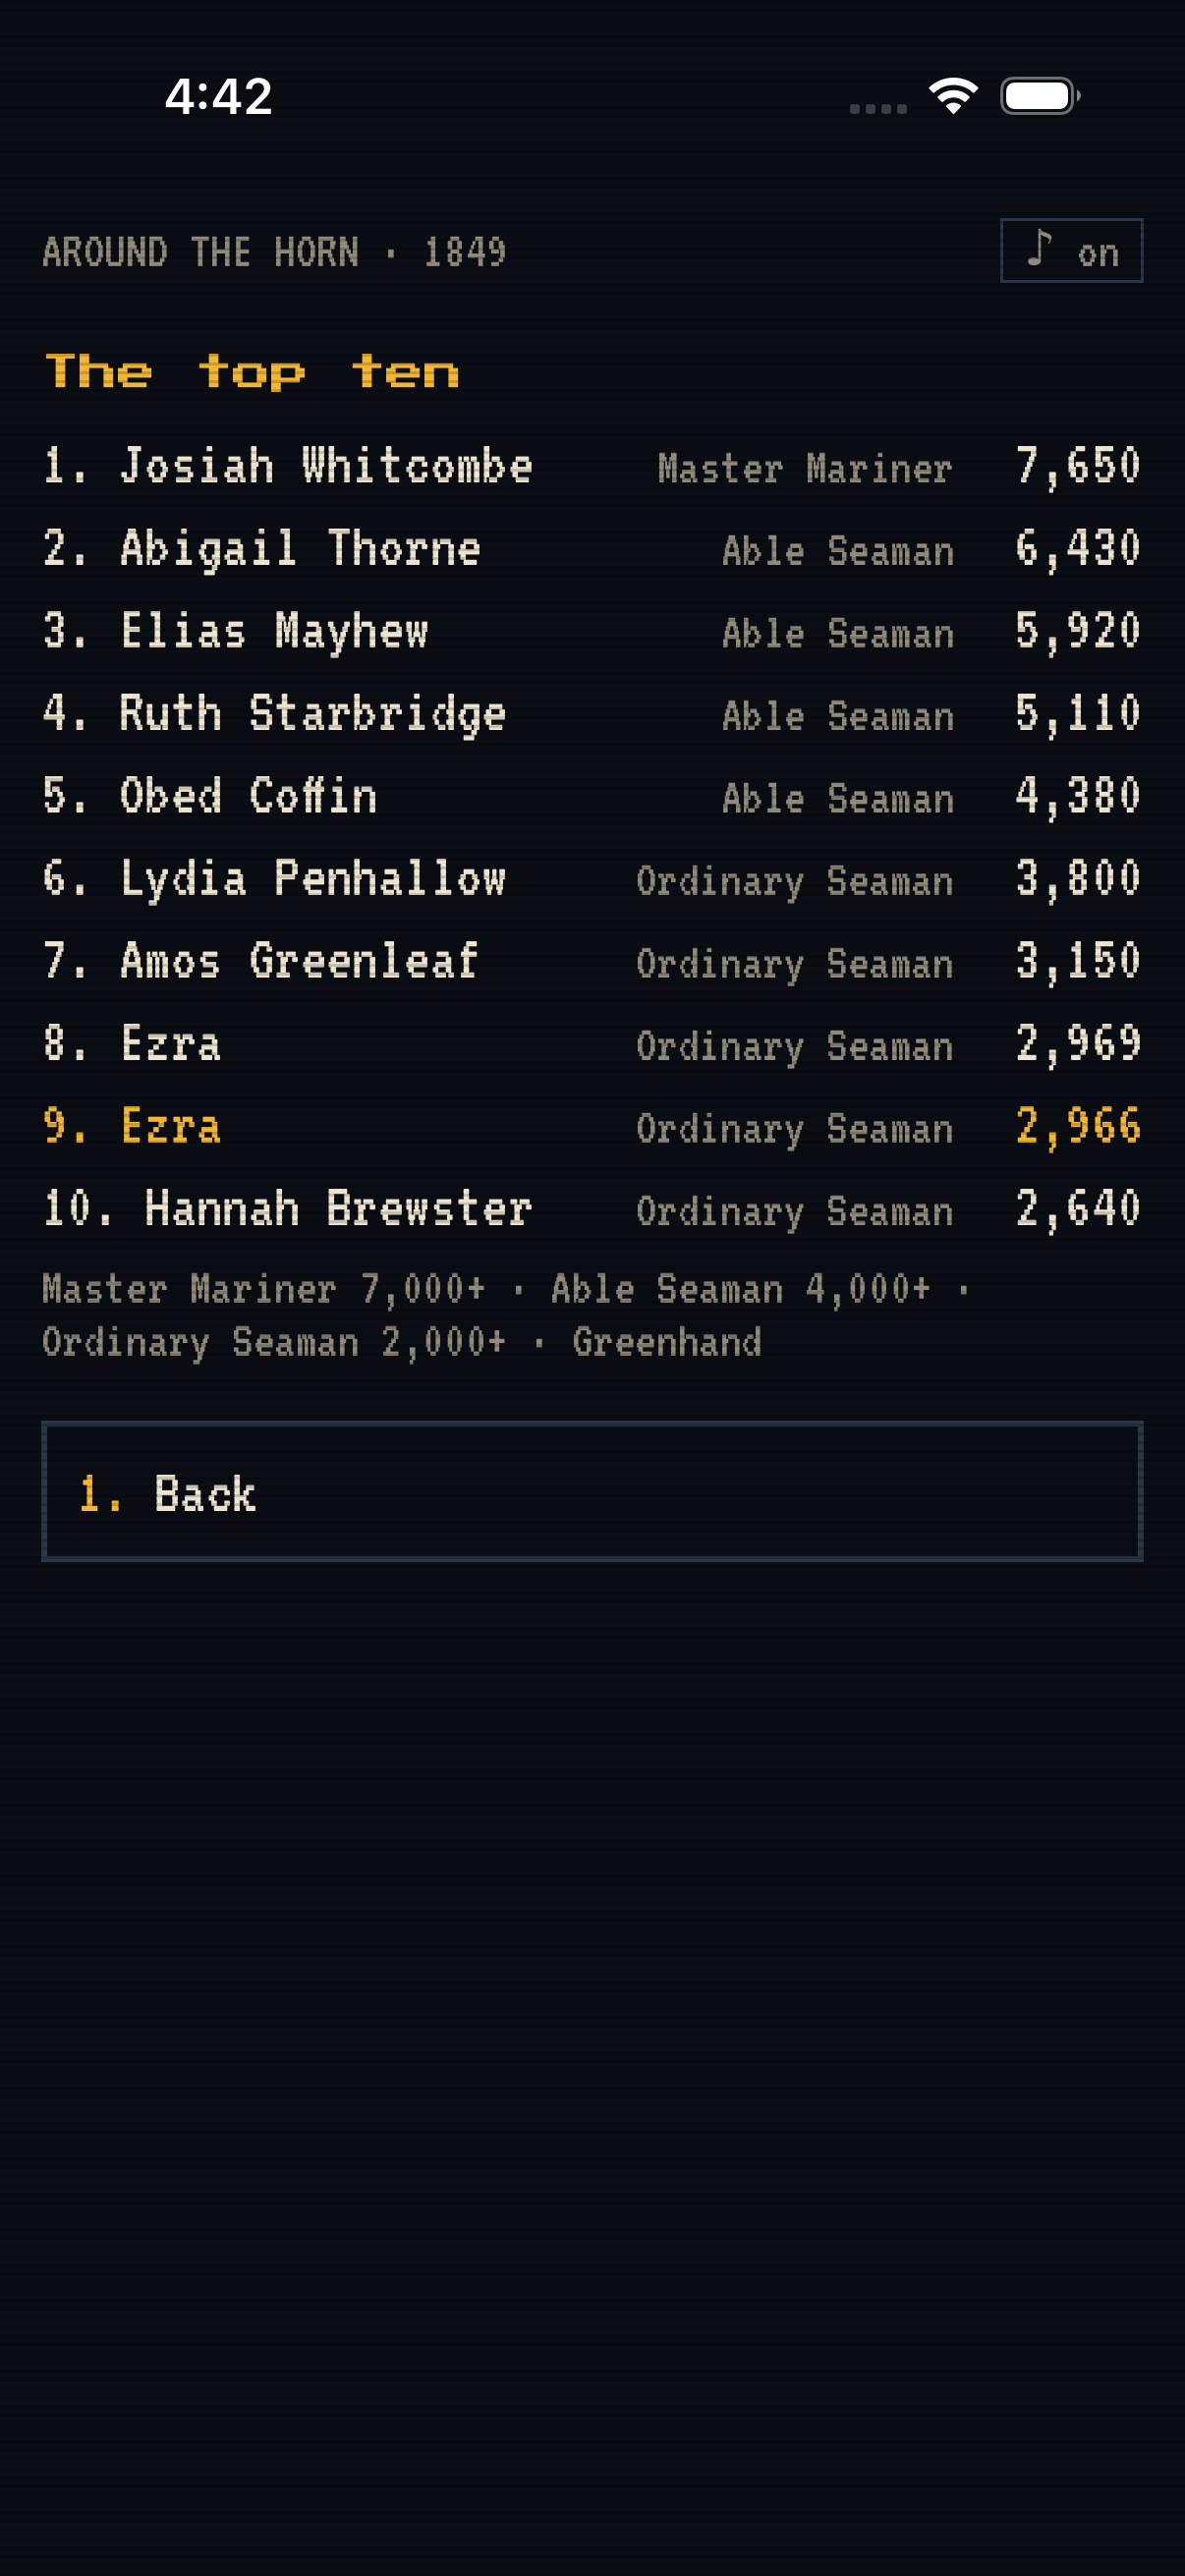 4:42
AROUND THE HORN · 1849
♪ on
The top ten
1. Josiah Whitcombe Master Mariner 7,650
2. Abigail Thorne Able Seaman 6,430
3. Elias Mayhew Able Seaman 5,920
4. Ruth Starbridge Able Seaman 5,110
5. Obed Coffin Able Seaman 4,380
6. Lydia Penhallow Ordinary Seaman 3,800
7. Amos Greenleaf Ordinary Seaman 3,150
8. Ezra Ordinary Seaman 2,969
9. Ezra Ordinary Seaman 2,966
10. Hannah Brewster Ordinary Seaman 2,640
Master Mariner 7,000+ · Able Seaman 4,000+ ·
Ordinary Seaman 2,000+ · Greenhand
1. Back